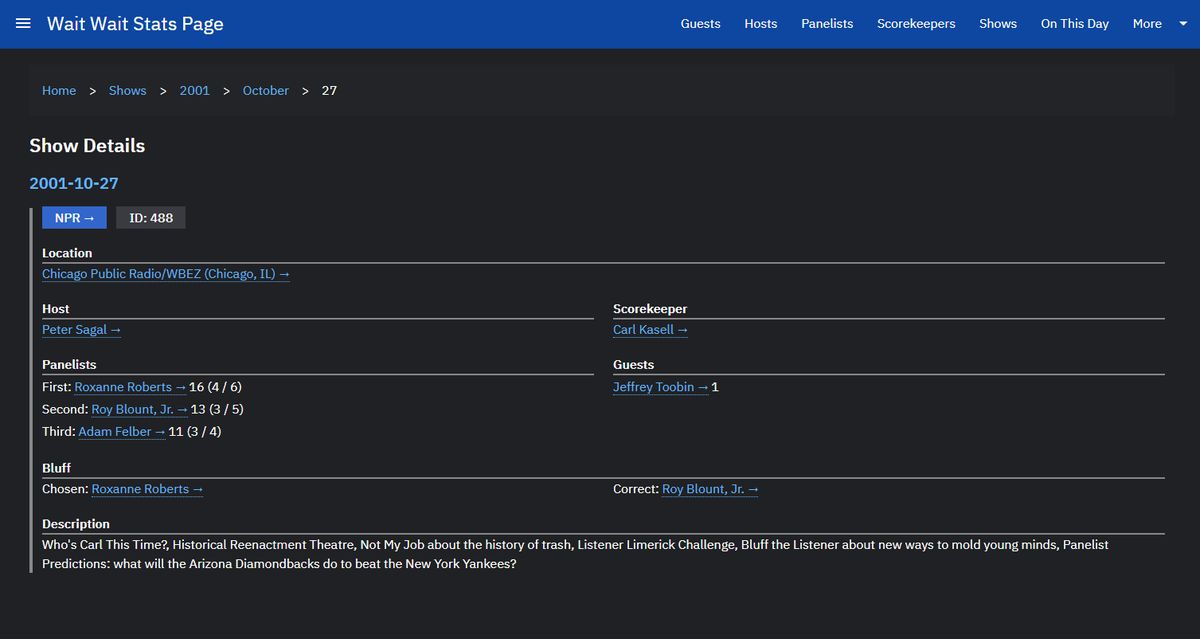 Wait Wait Stats Page
Guests Hosts Panelists Scorekeepers Shows On This Day More
Home > Shows > 2001 > October > 27
Show Details
2001-10-27
NPR → ID: 488
Location
Chicago Public Radio/WBEZ (Chicago, IL) →
Host
Peter Sagal →
Scorekeeper
Carl Kasell →
Panelists
First: Roxanne Roberts → 16 (4 / 6)
Second: Roy Blount, Jr. → 13 (3 / 5)
Third: Adam Felber → 11 (3 / 4)
Guests
Jeffrey Toobin → 1
Bluff
Chosen: Roxanne Roberts →
Correct: Roy Blount, Jr. →
Description
Who's Carl This Time?, Historical Reenactment Theatre, Not My Job about the history of trash, Listener Limerick Challenge, Bluff the Listener about new ways to mold young minds, Panelist
Predictions: what will the Arizona Diamondbacks do to beat the New York Yankees?